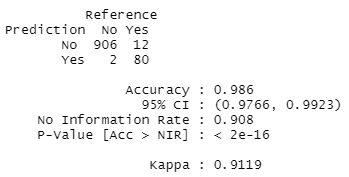 Reference
Prediction No Yes
No 906 12
Yes 2 80
Accuracy : 0.986
95% CI : (0.9766, 0.9923)
No Information Rate : 0.908
P-Value [Acc > NIR] : < 2e-16
Kappa : 0.9119